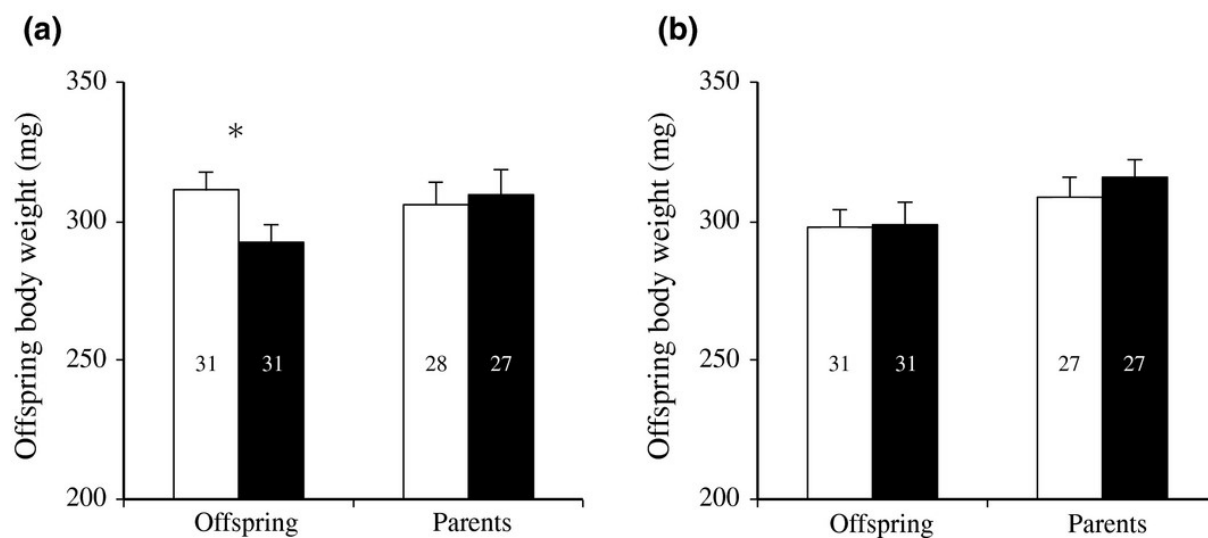 (a)
Offspring body weight (mg)
350
300
250
200
*
31
31
28
27
Offspring
Parents
(b)
Offspring body weight (mg)
350
300
250
200
31
31
27
27
Offspring
Parents